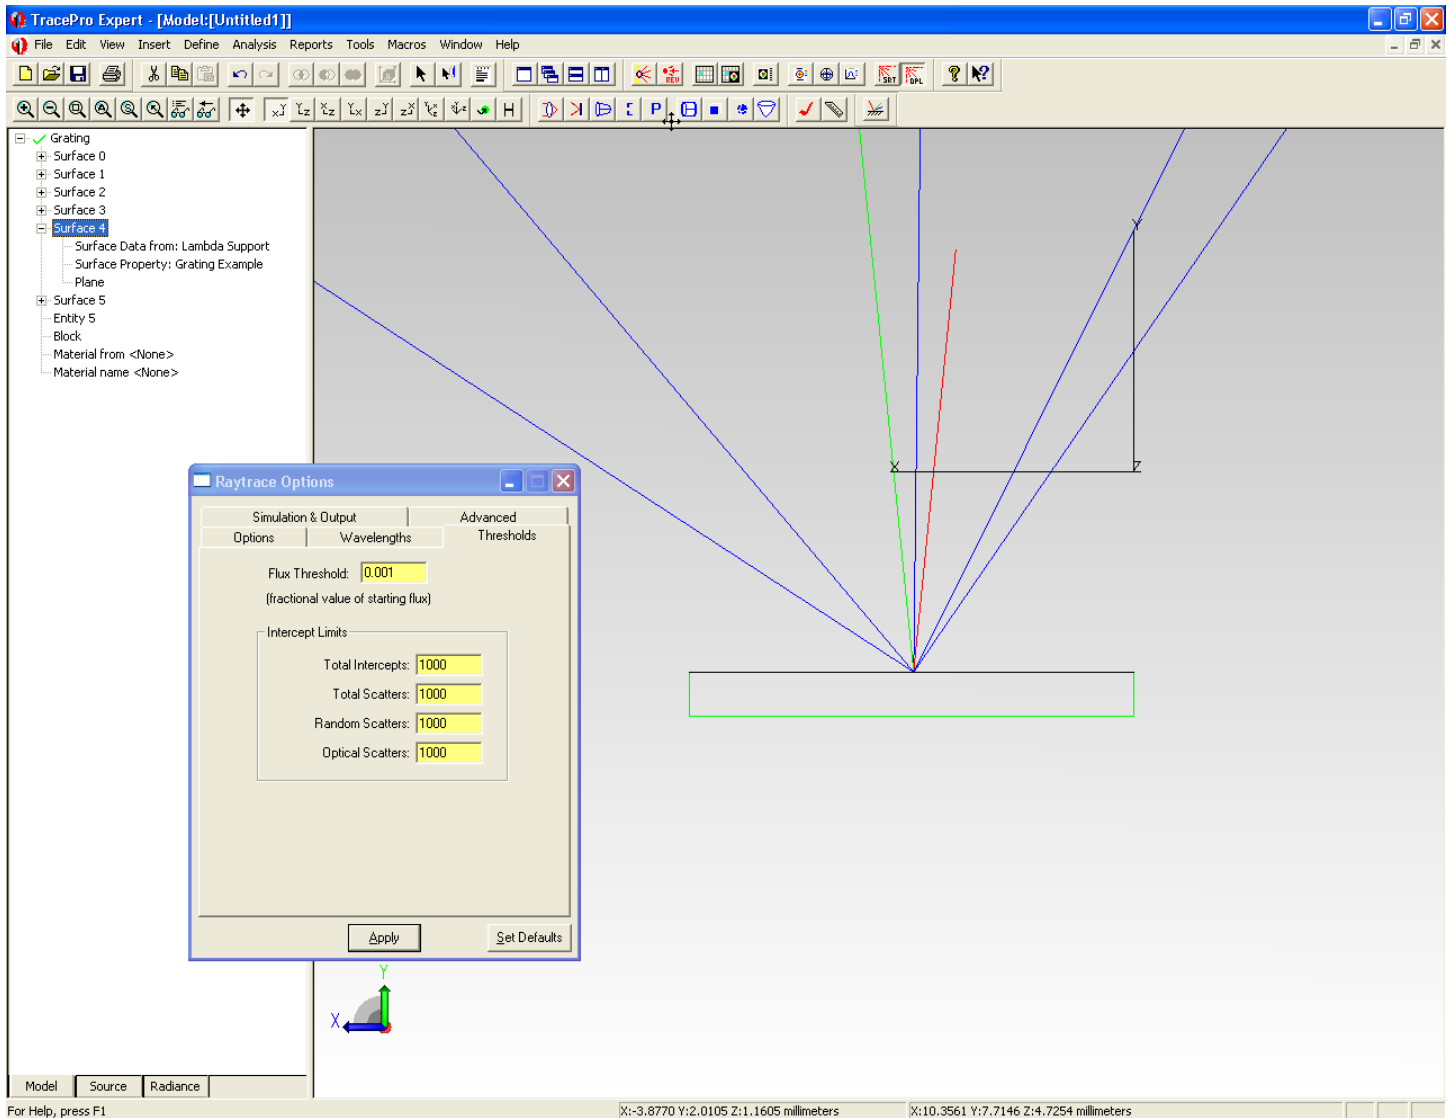 TracePro Expert - [Model:[Untitled1]]
File Edit View Insert Define Analysis Reports Tools Macros Window Help
Grating
Surface 0
Surface 1
Surface 2
Surface 3
Surface 4
Surface Data from: Lambda Support
Surface Property: Grating Example
Plane
Surface 5
Entity 5
Block
Material from <None>
Material name <None>
Y
X
Z
Raytrace Options
Simulation & Output Advanced
Options Wavelengths Thresholds
Flux Threshold: 0.001
(fractional value of starting flux)
Intercept Limits
Total Intercepts: 1000
Total Scatters: 1000
Random Scatters: 1000
Optical Scatters: 1000
Apply Set Defaults
Y
X
Model Source Radiance
For Help, press F1 X:-3.8770 Y:2.0105 Z:1.1605 millimeters X:10.3561 Y:7.7146 Z:4.7254 millimeters